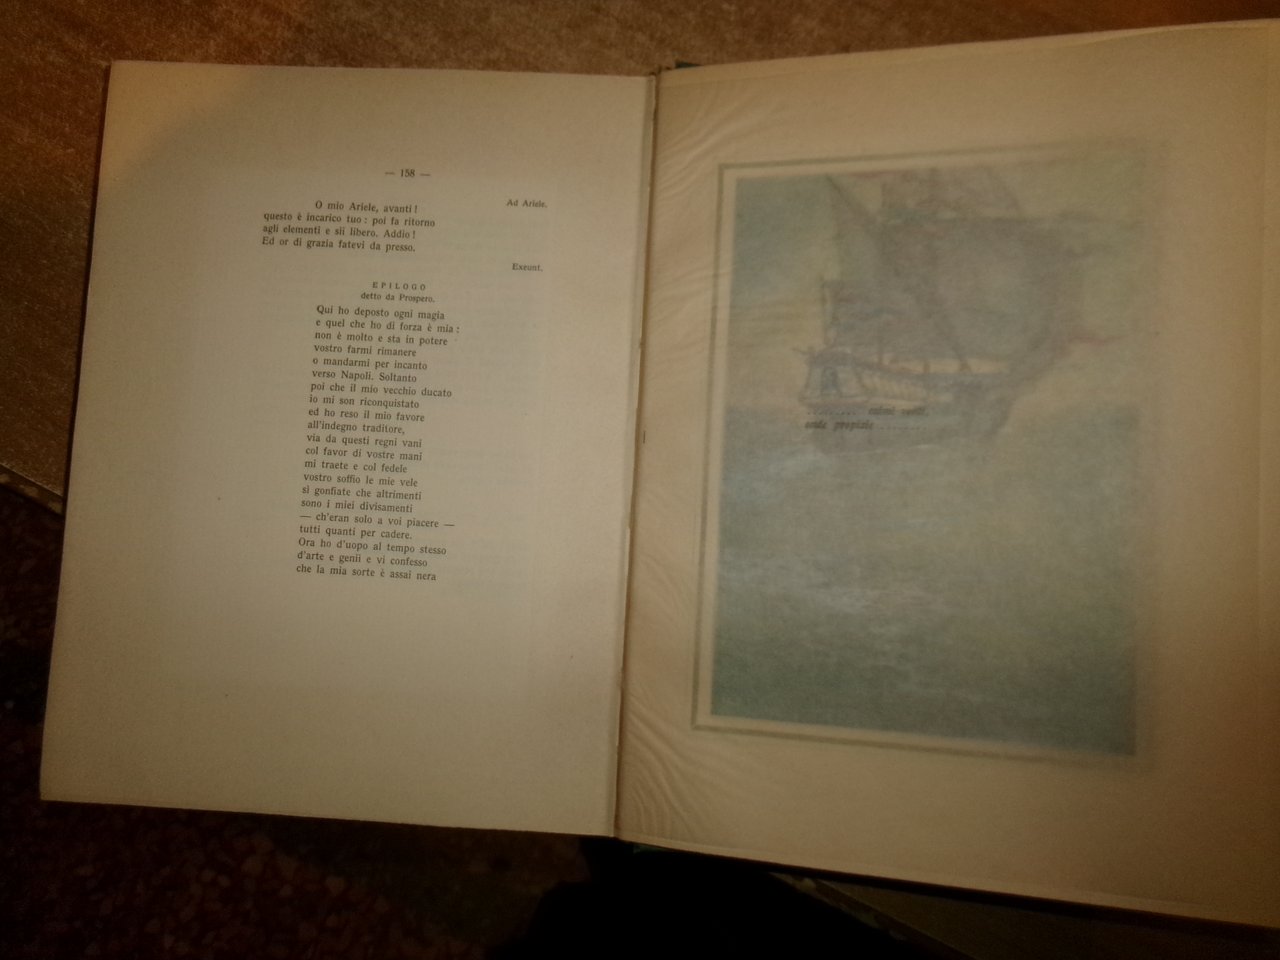 — 158 —
O mio Ariele, avanti!
Ad Ariele.
questo è incarico tuo: poi fa ritorno
agli elementi e sii libero. Addio!
Ed or di grazia fatevi da presso.
Exeunt.
EPILOGO
detto da Prospero.
Qui ho deposto ogni magia
e quel che ho di forza è mia:
non è molto e sta in potere
vostro farmi rimanere
o mandarmi per incanto
verso Napoli. Soltanto
poi che il mio vecchio ducato
io mi son riconquistato
ed ho reso il mio favore
all'indegno traditore,
via da questi regni vani
col favor di vostre mani
mi traete e col fedele
vostro soffio le mie vele
sì gonfiate che altrimenti
sono i miei divisamenti
— ch'eran solo a voi piacere —
tutti quanti per cadere.
Ora ho d'uopo al tempo stesso
d'arte e genii e vi confesso
che la mia sorte è assai nera
......... calmi venti,
onde propizie ........